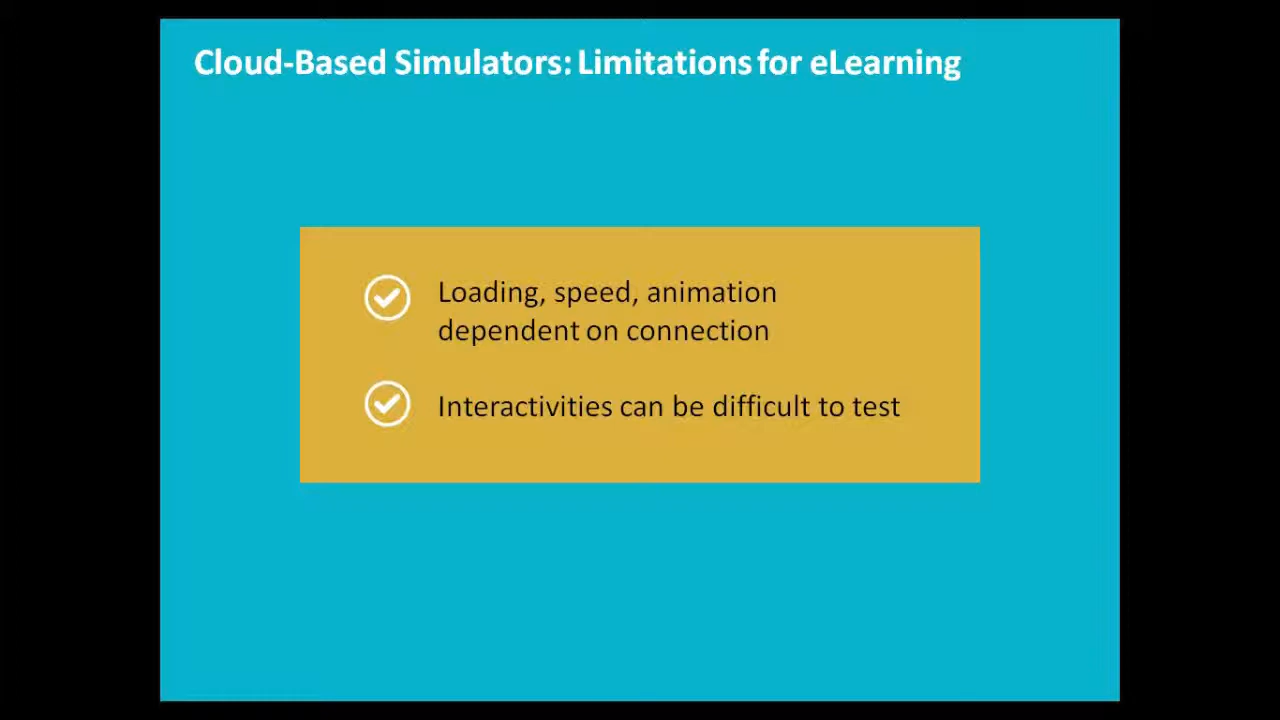 Cloud-Based Simulators: Limitations for eLearning
Loading, speed, animation
dependent on connection
Interactivities can be difficult to test